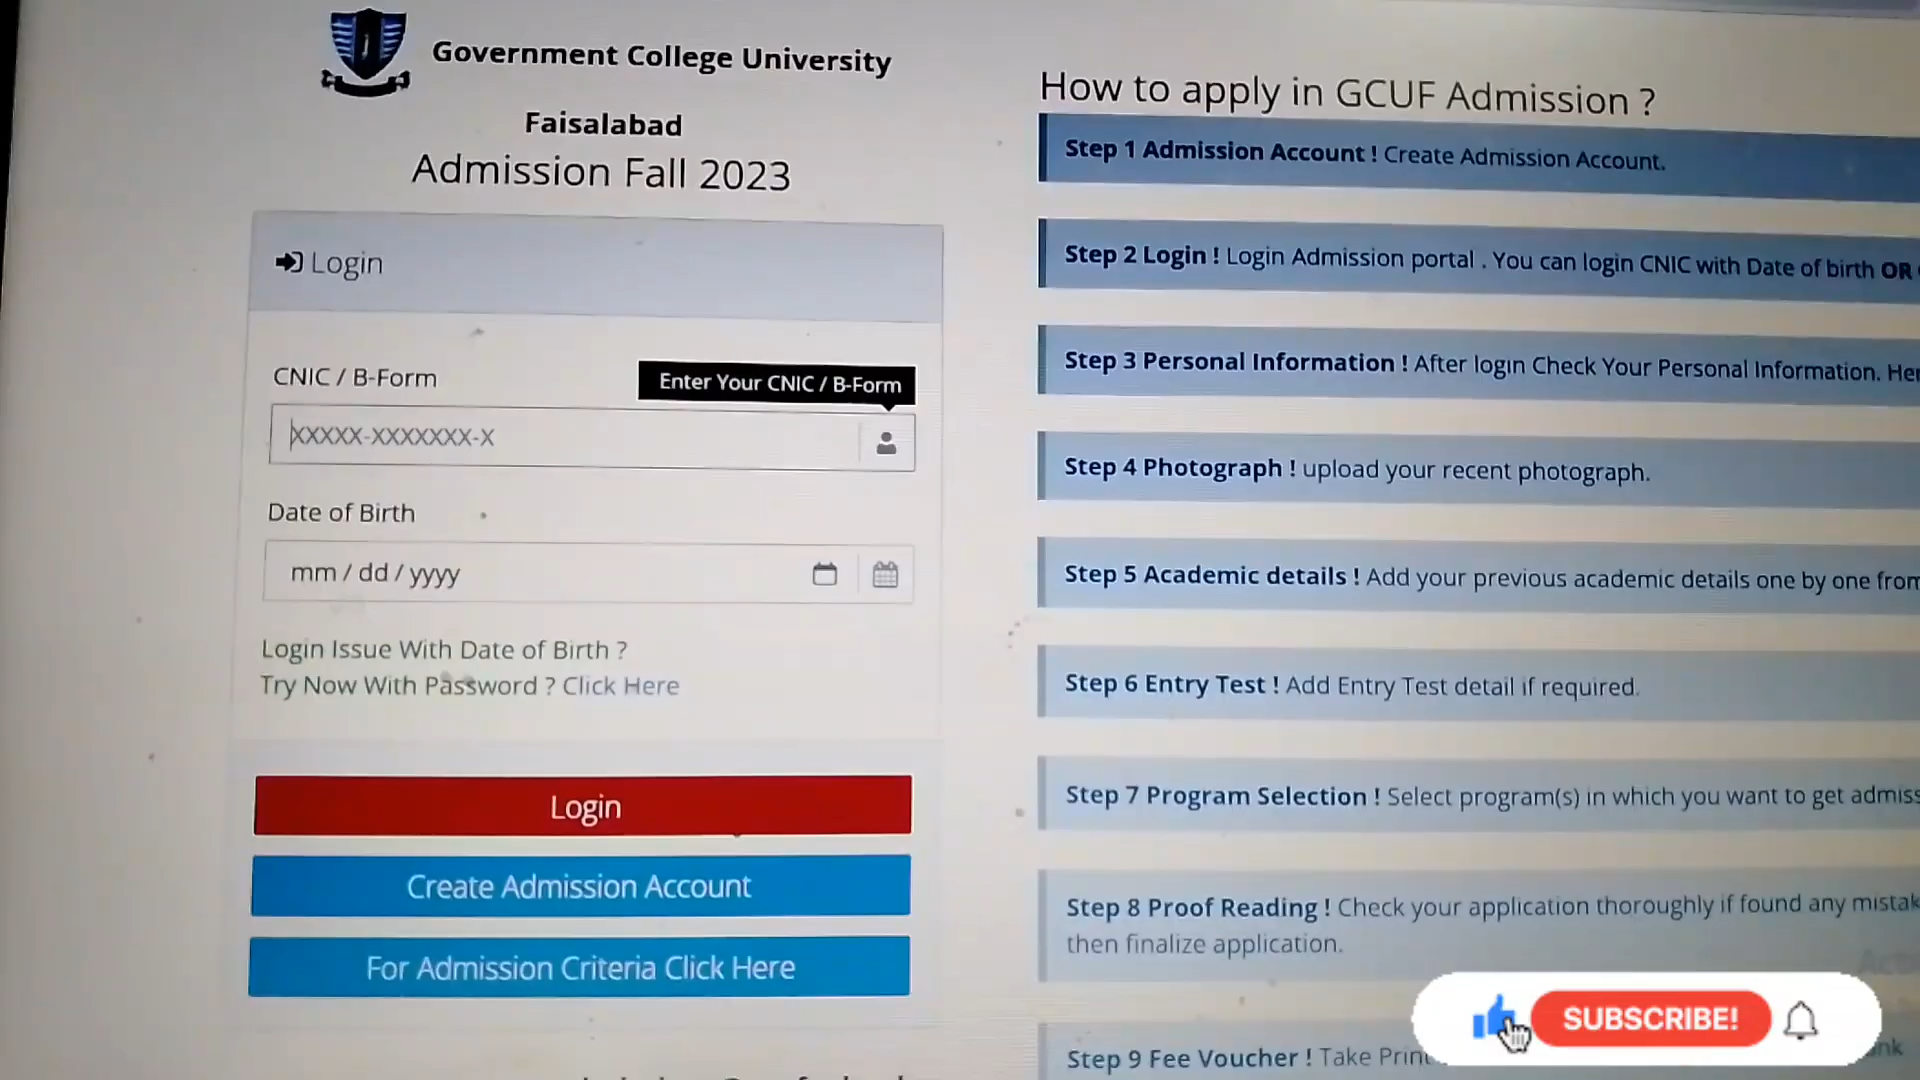 Government College University
Faisalabad
Admission Fall 2023
Login
CNIC / B-Form
Enter Your CNIC / B-Form
XXXXX-XXXXXXX-X
Date of Birth
mm / dd / yyyy
Login Issue With Date of Birth ?
Try Now With Password ? Click Here
Login
Create Admission Account
For Admission Criteria Click Here
How to apply in GCUF Admission ?
Step 1 Admission Account ! Create Admission Account.
Step 2 Login ! Login Admission portal . You can login CNIC with Date of birth OR
Step 3 Personal Information ! After login Check Your Personal Information.
Step 4 Photograph ! upload your recent photograph.
Step 5 Academic details ! Add your previous academic details one by one from
Step 6 Entry Test ! Add Entry Test detail if required.
Step 7 Program Selection ! Select program(s) in which you want to get
Step 8 Proof Reading ! Check your application thoroughly if found any
then finalize application.
Step 9 Fee Voucher ! Take
SUBSCRIBE!